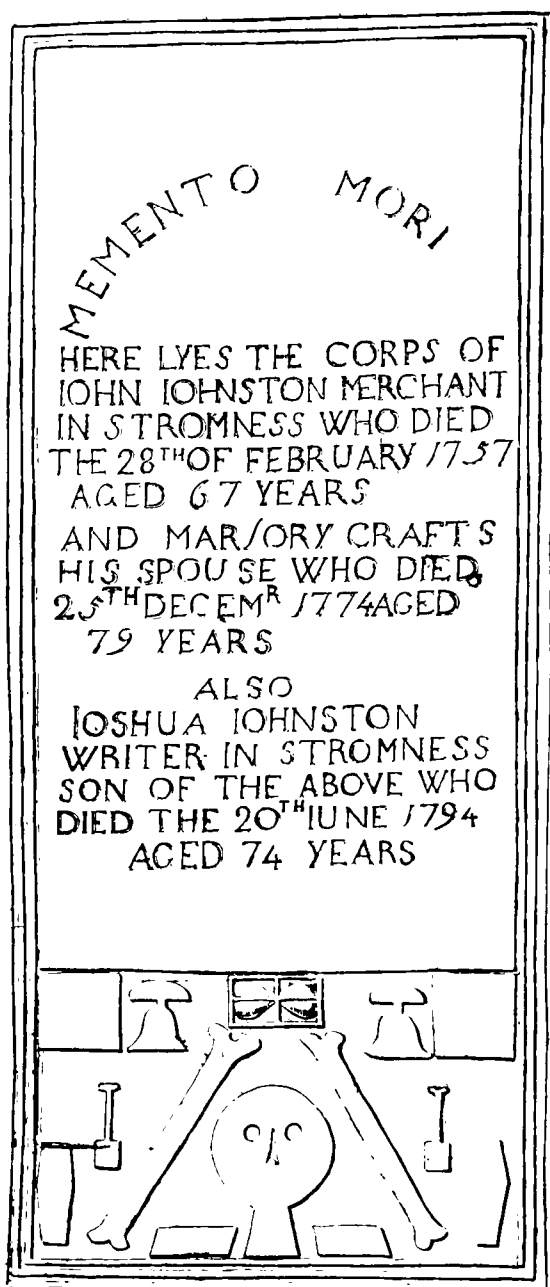 MEMENTO MORI
HERE LYES THE CORPS OF
IOHN IOHNSTON MERCHANT
IN STROMNESS WHO DIED
THE 28TH OF FEBRUARY 1757
AGED 67 YEARS
AND MARJORY CRAFTS
HIS SPOUSE WHO DIED
25TH DECEMR 1774 AGED
79 YEARS
ALSO
IOSHUA IOHNSTON
WRITER IN STROMNESS
SON OF THE ABOVE WHO
DIED THE 20TH IUNE 1794
AGED 74 YEARS